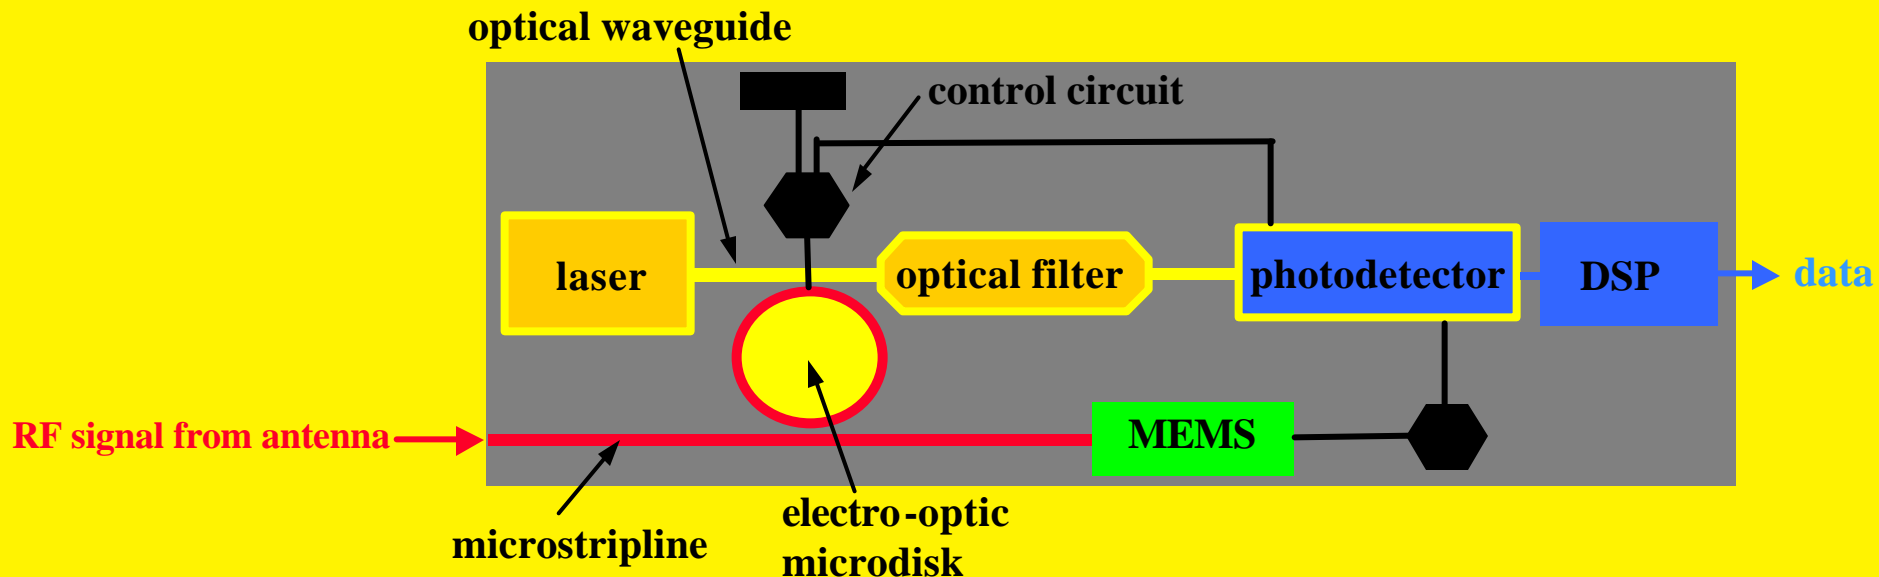 optical waveguide
control circuit
laser
optical filter
photodetector
DSP
data
RF signal from antenna
MEMS
microstripline
electro-optic
microdisk